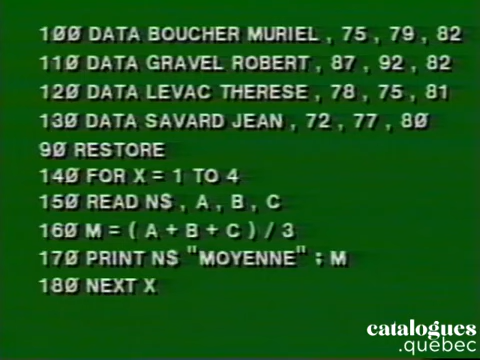 100 DATA BOUCHER MURIEL , 75 , 79 , 82
110 DATA GRAVEL ROBERT , 87 , 92 , 82
120 DATA LEVAC THERESE , 78 , 75 , 81
130 DATA SAVARD JEAN , 72 , 77 , 80
90 RESTORE
140 FOR X = 1 TO 4
150 READ N$ , A , B , C
160 M = ( A + B + C ) / 3
170 PRINT N$ "MOYENNE" ; M
180 NEXT X
catalogues
.québec